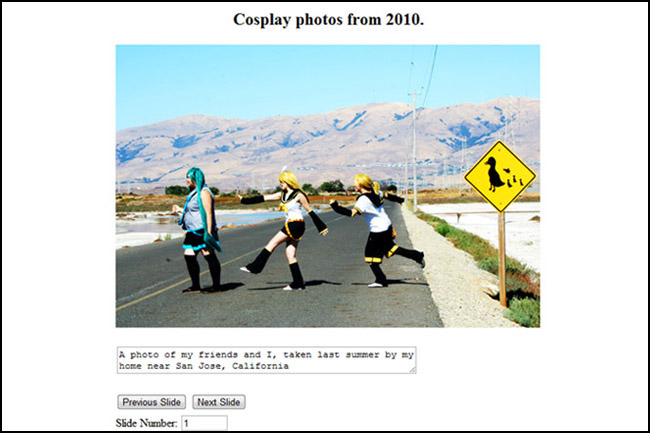 Cosplay photos from 2010.
A photo of my friends and I, taken last summer by my
home near San Jose, California
Previous Slide Next Slide
Slide Number: 1